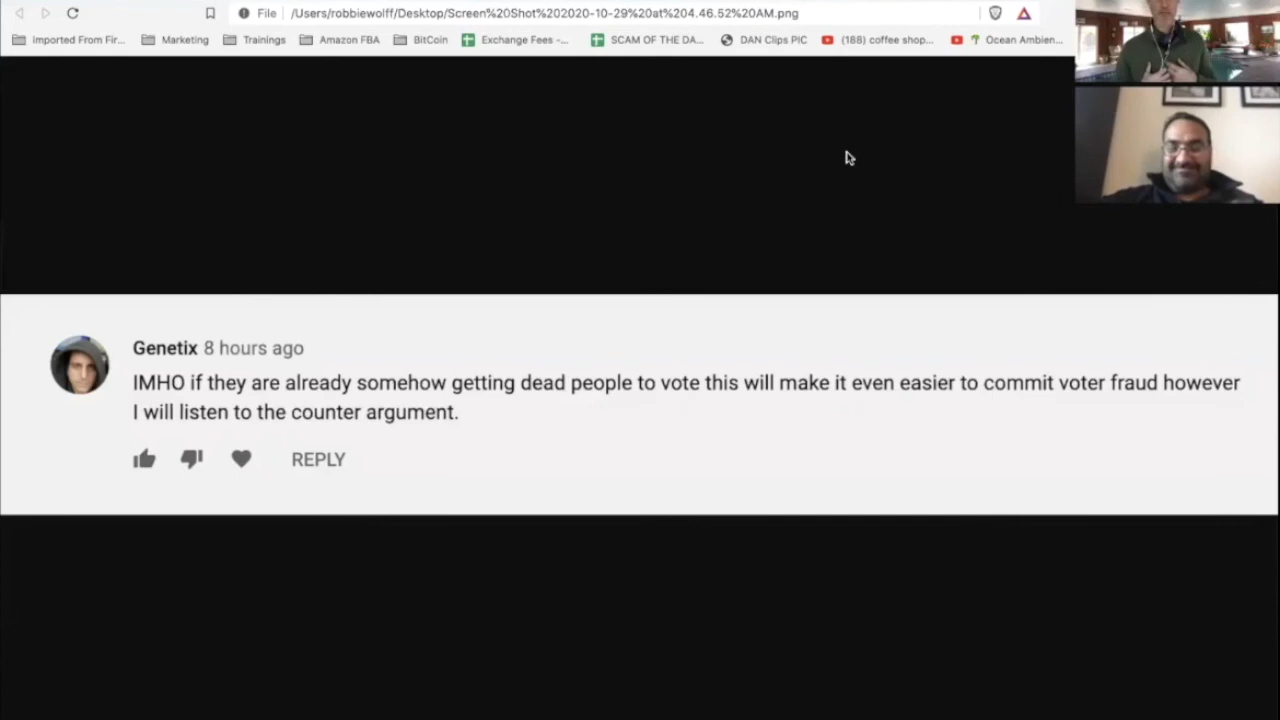 File /Users/robbiewolff/Desktop/Screen%20Shot%202020-10-29%20at%204.46.52%20AM.png
Imported From Fir... Marketing Trainings Amazon FBA BitCoin Exchange Fees -... SCAM OF THE DA... DAN Clips PIC (188) coffee shop... Ocean Ambien...
Genetix 8 hours ago
IMHO if they are already somehow getting dead people to vote this will make it even easier to commit voter fraud however
I will listen to the counter argument.
REPLY